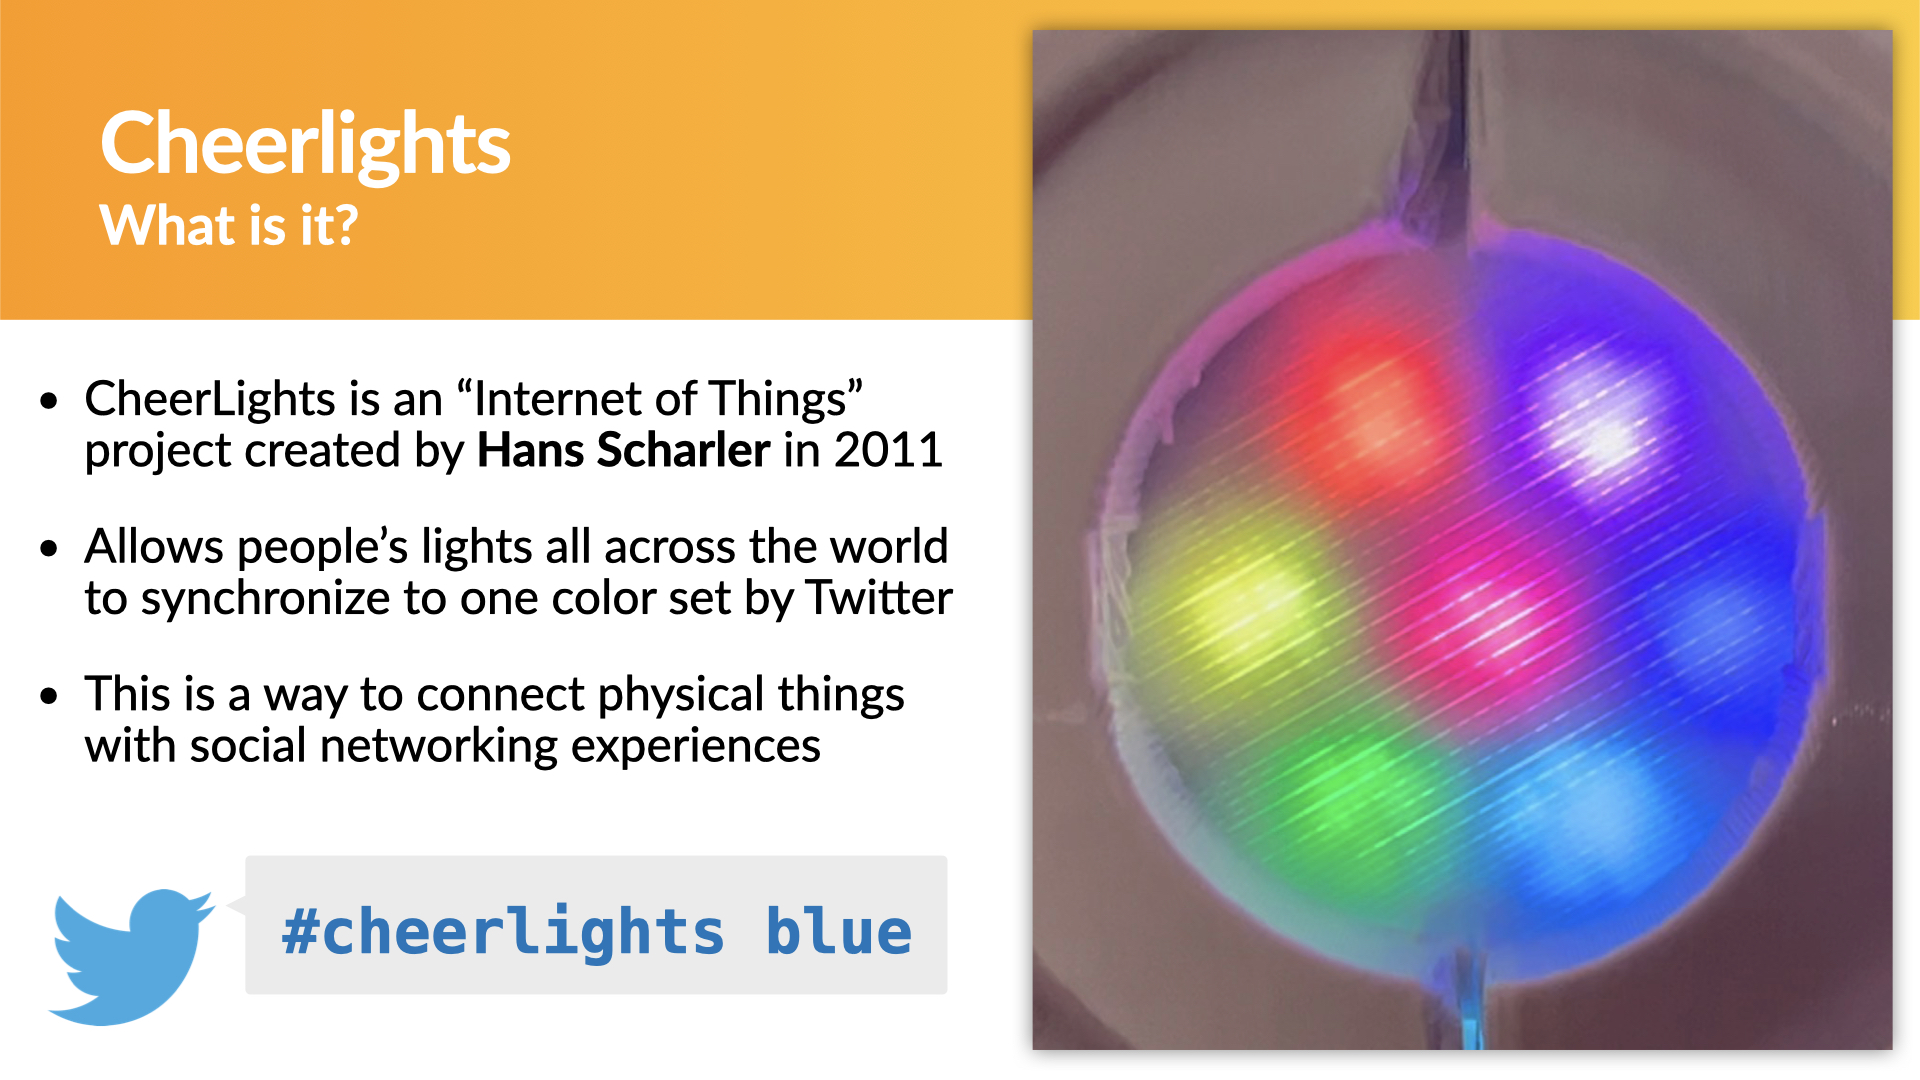 Cheerlights
What is it?
• CheerLights is an “Internet of Things”
project created by Hans Scharler in 2011
• Allows people’s lights all across the world
to synchronize to one color set by Twitter
• This is a way to connect physical things
with social networking experiences
#cheerlights blue